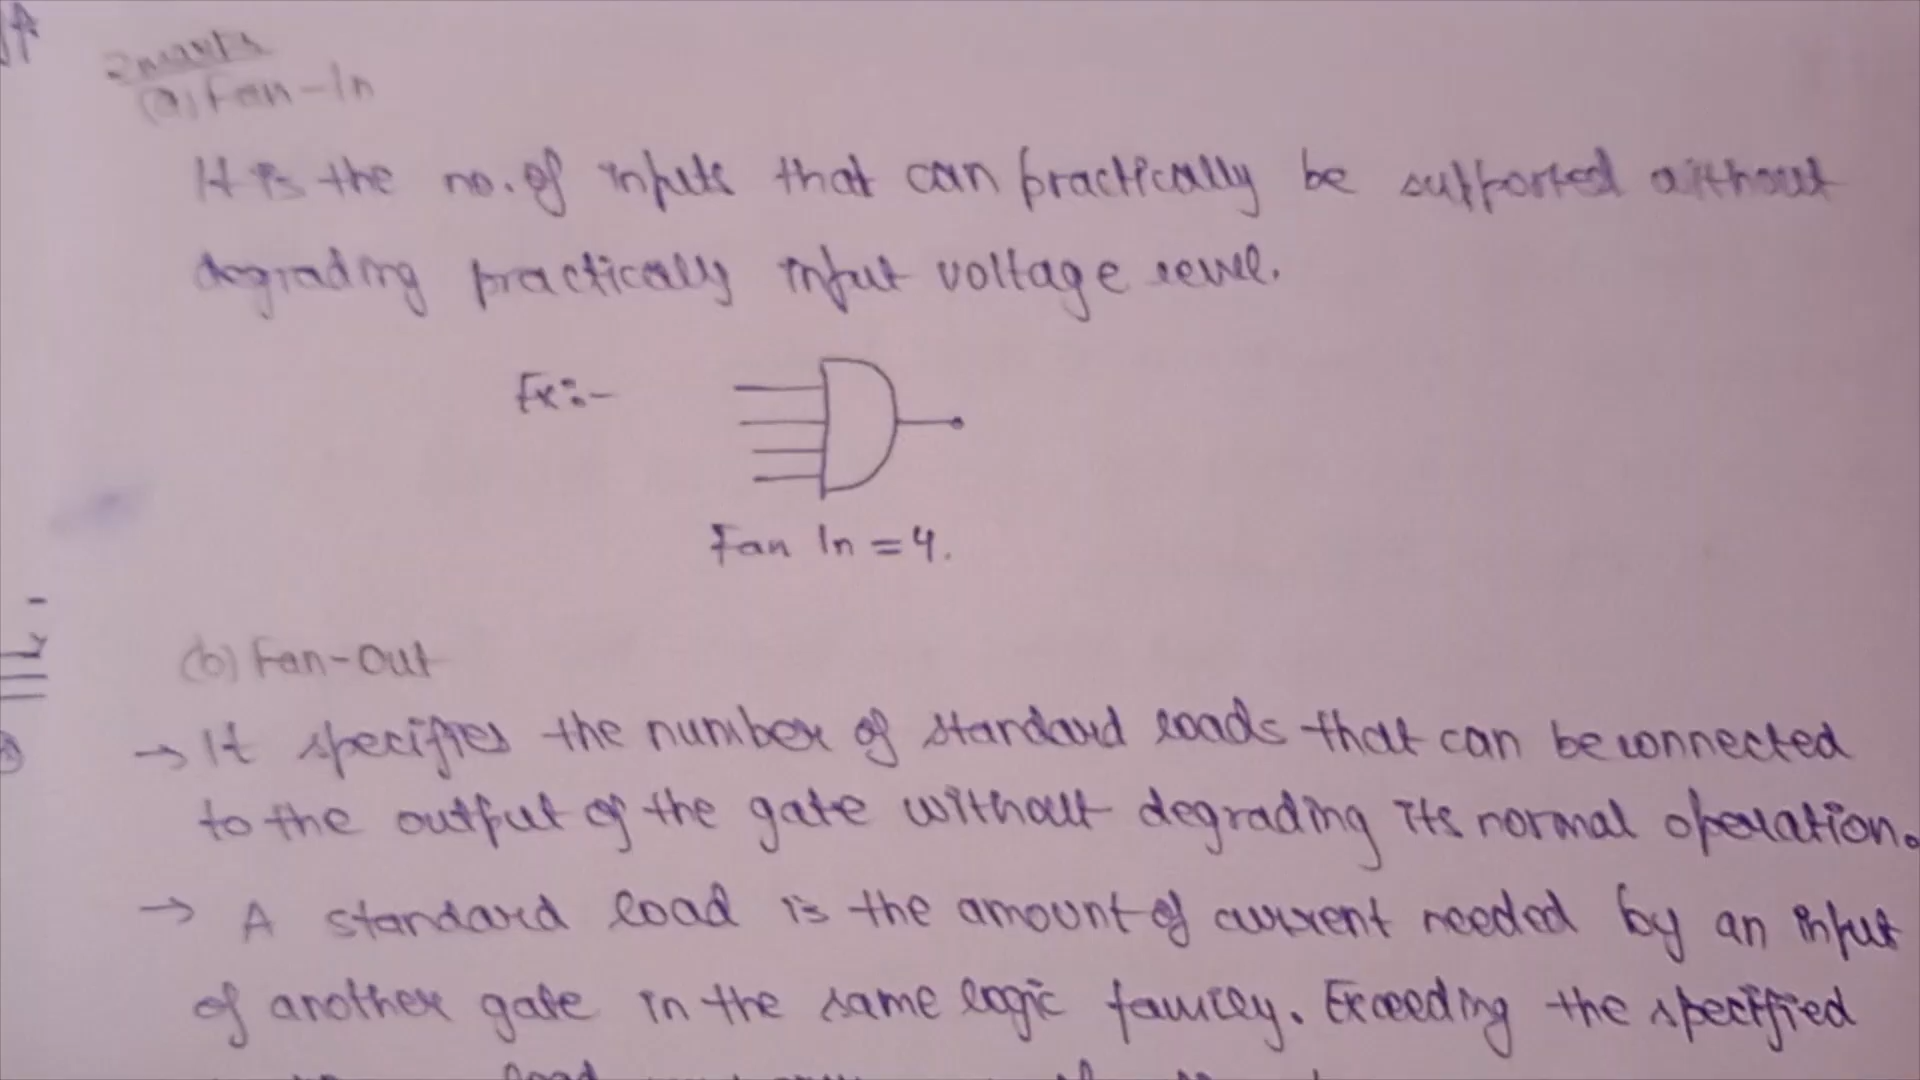 2 marks
(a) Fan-In
It is the no. of inputs that can practically be supported without
degrading practically input voltage level.
Ex:-
Fan In = 4.
(b) Fan-Out
→ It specifies the number of standard loads that can be connected
to the output of the gate without degrading its normal operation.
→ A standard load is the amount of current needed by an input
of another gate in the same logic family. Exceeding the specified
load